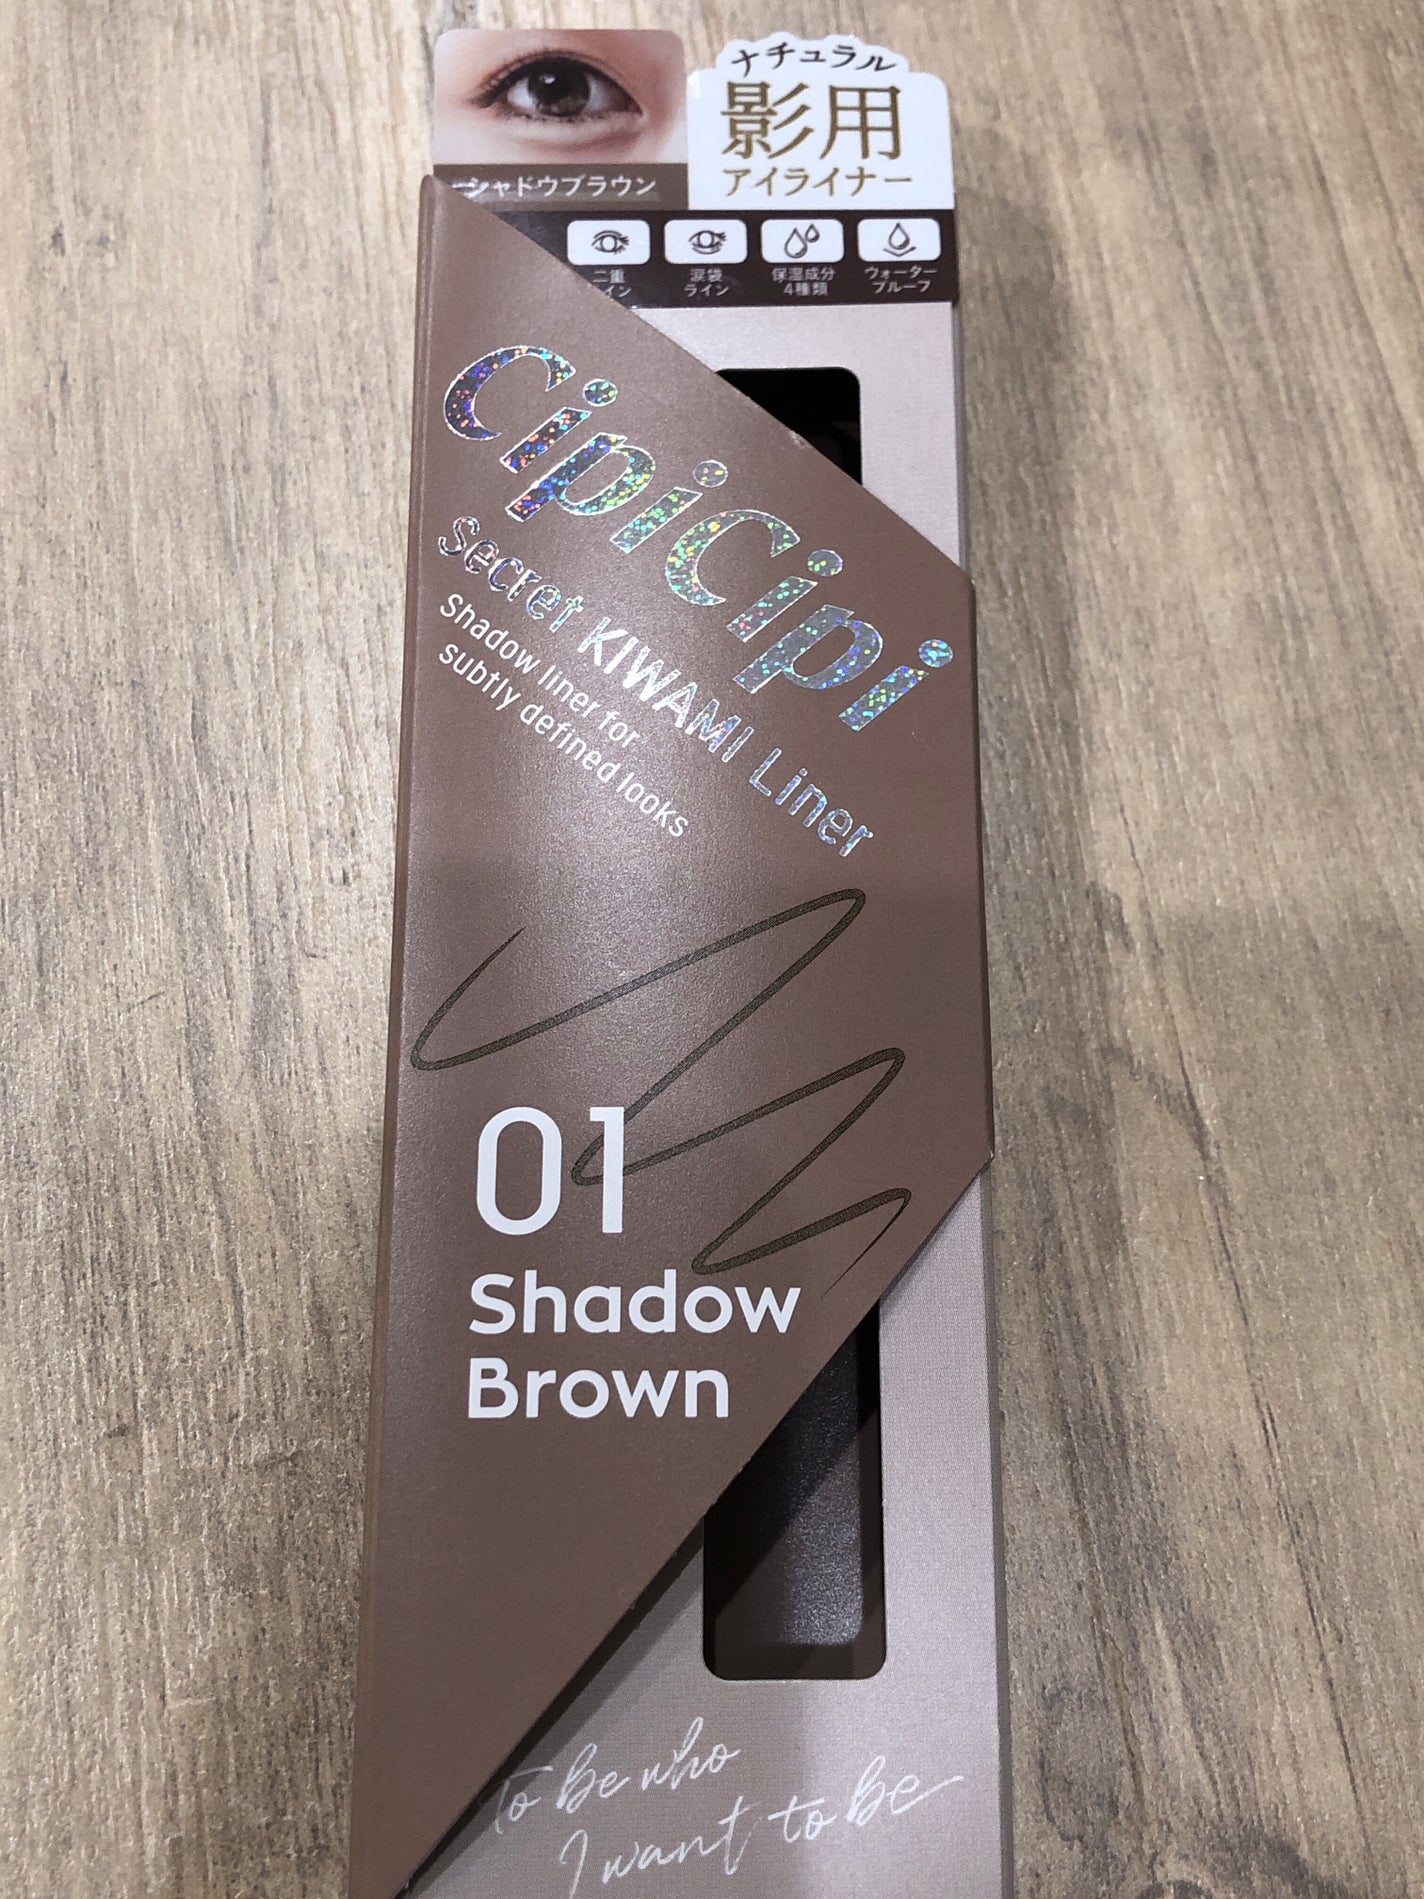 ナチュラル
影用
アイライナー
シャドウブラウン
二重
イン
涙袋
ライン
保湿成分
4種類
ウォーター
プルーフ
CipiCipi
Secret KIWAMI Liner
Shadow liner for
subtly defined looks
01
Shadow
Brown
To be who
I want to be